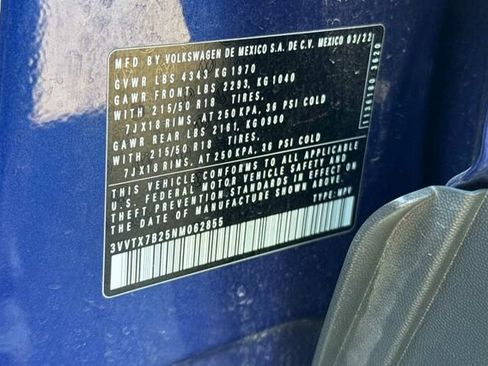 MFD. BY VOLKSWAGEN DE MEXICO S.A. DE C.V. MEXICO 03/22
GVWR LBS 4343 KG 1970
GAWR FRONT LBS 2293, KG 1040
WITH 215/50 R18 TIRES.
7JX18 RIMS, AT 250 KPA, 36 PSI COLD
GAWR REAR LBS 2161, KG 0980
WITH 215/50 R18 TIRES.
7JX18 RIMS, AT 250 KPA, 36 PSI COLD
THIS VEHICLE CONFORMS TO ALL APPLICABLE
U.S. FEDERAL MOTOR VEHICLE SAFETY AND
THEFT PREVENTION STANDARDS IN EFFECT
ON THE DATE OF MANUFACTURE SHOWN ABOVE.
3VVTX7B25NM062855 TYPE: MPV